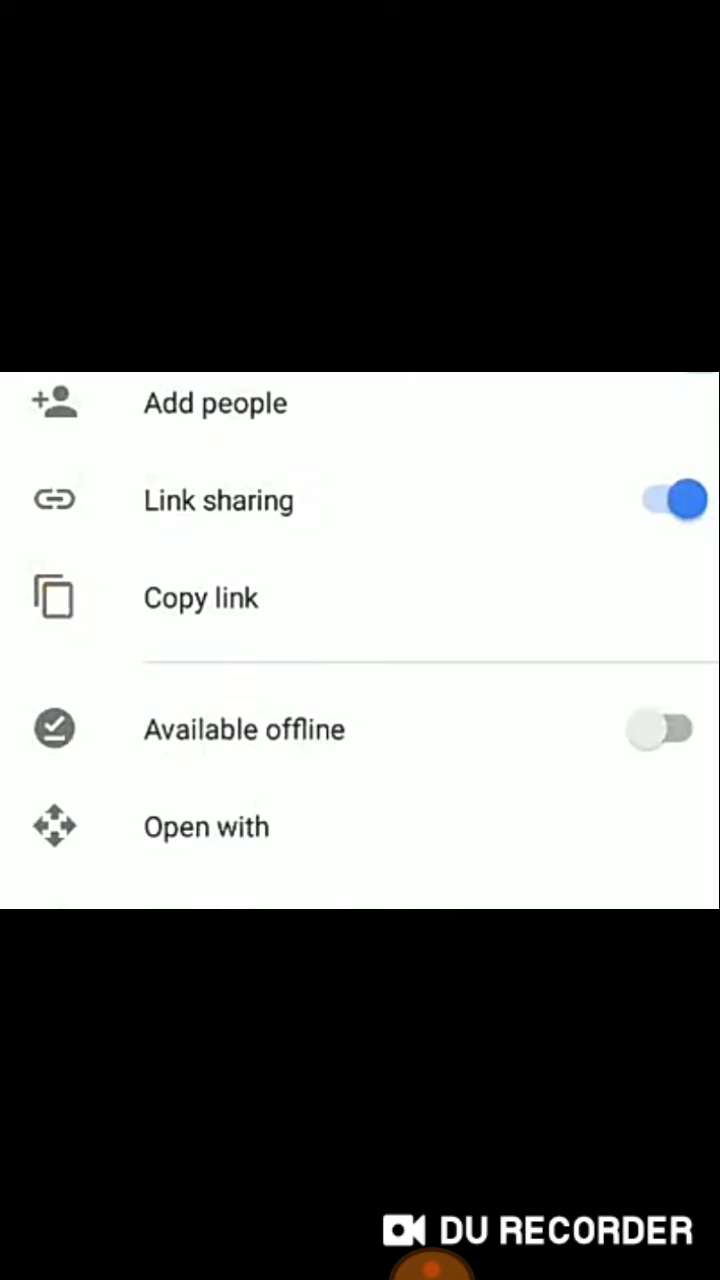 Add people
Link sharing
Copy link
Available offline
Open with
DU RECORDER